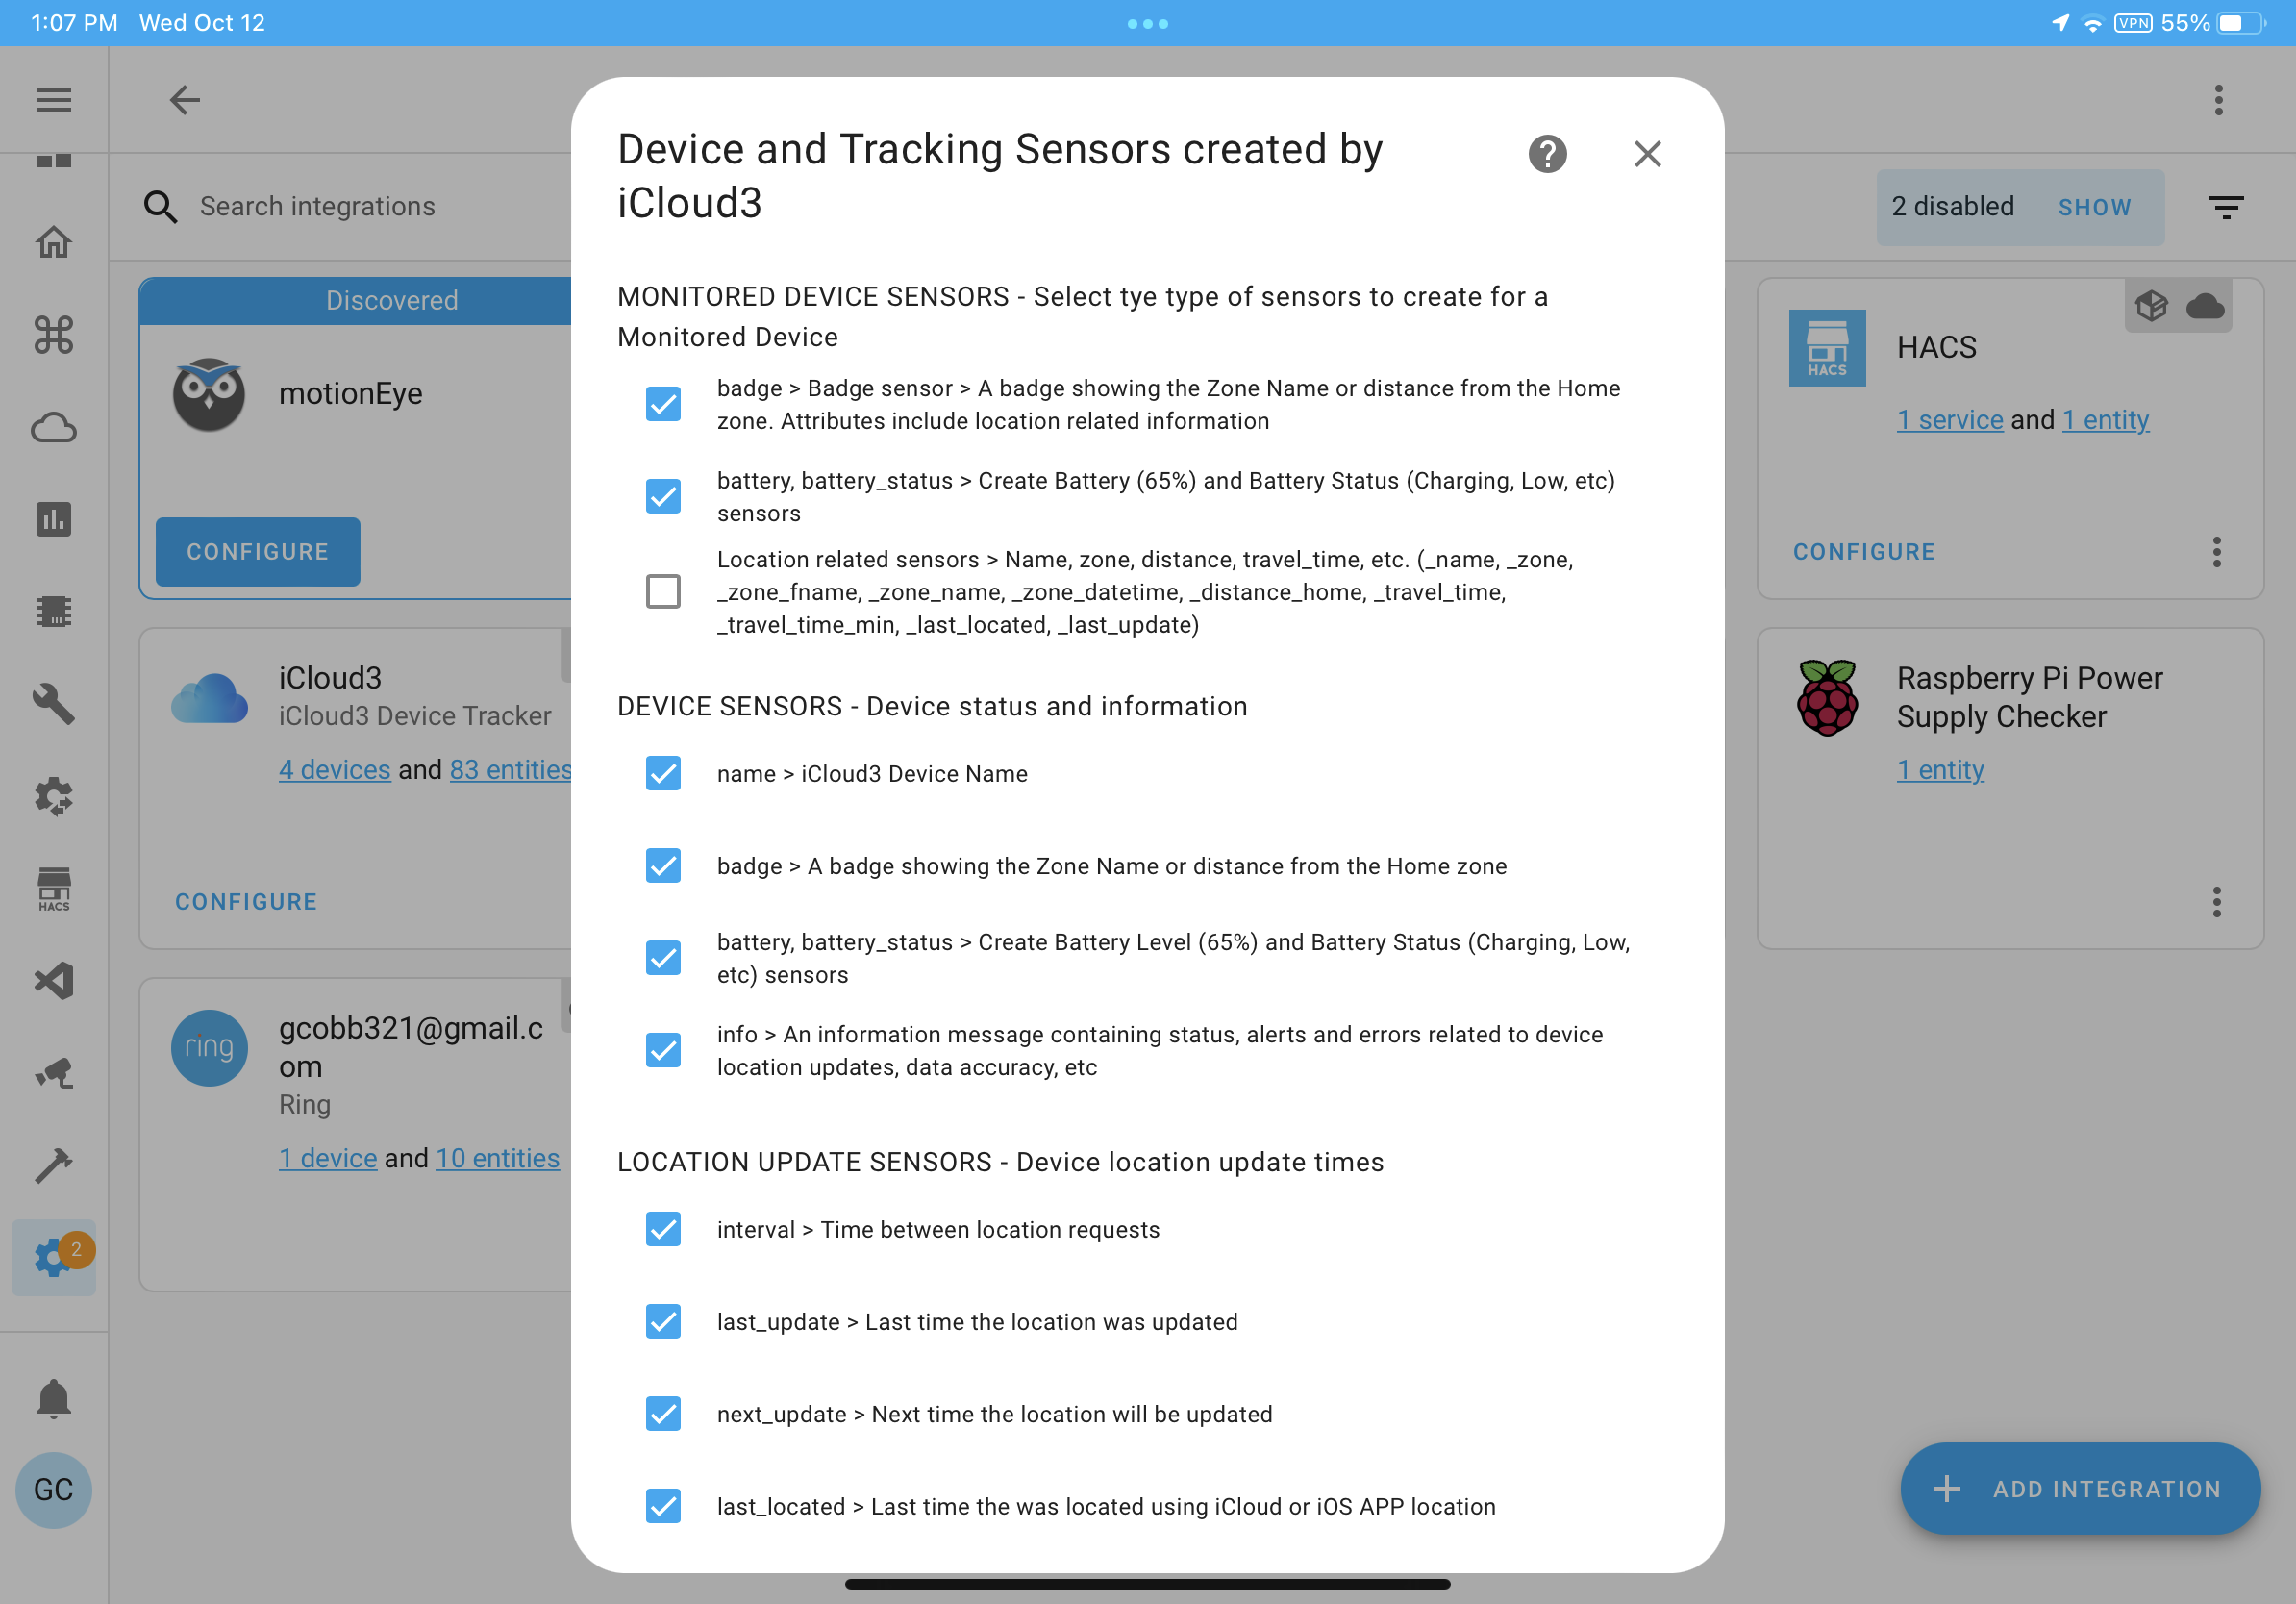 1:07 PM Wed Oct 12
VPN 55%
Search integrations
2 disabled SHOW
Discovered
motionEye
CONFIGURE
iCloud3
iCloud3 Device Tracker
4 devices and 83 entities
CONFIGURE
ring
gcobb321@gmail.c
om
Ring
1 device and 10 entities
HACS
2
GC
Device and Tracking Sensors created by
iCloud3
MONITORED DEVICE SENSORS - Select tye type of sensors to create for a
Monitored Device
badge > Badge sensor > A badge showing the Zone Name or distance from the Home
zone. Attributes include location related information
battery, battery_status > Create Battery (65%) and Battery Status (Charging, Low, etc)
sensors
Location related sensors > Name, zone, distance, travel_time, etc. (_name, _zone,
_zone_fname, _zone_name, _zone_datetime, _distance_home, _travel_time,
_travel_time_min, _last_located, _last_update)
DEVICE SENSORS - Device status and information
name > iCloud3 Device Name
badge > A badge showing the Zone Name or distance from the Home zone
battery, battery_status > Create Battery Level (65%) and Battery Status (Charging, Low,
etc) sensors
info > An information message containing status, alerts and errors related to device
location updates, data accuracy, etc
LOCATION UPDATE SENSORS - Device location update times
interval > Time between location requests
last_update > Last time the location was updated
next_update > Next time the location will be updated
last_located > Last time the was located using iCloud or iOS APP location
HACS
HACS
1 service and 1 entity
CONFIGURE
Raspberry Pi Power
Supply Checker
1 entity
ADD INTEGRATION